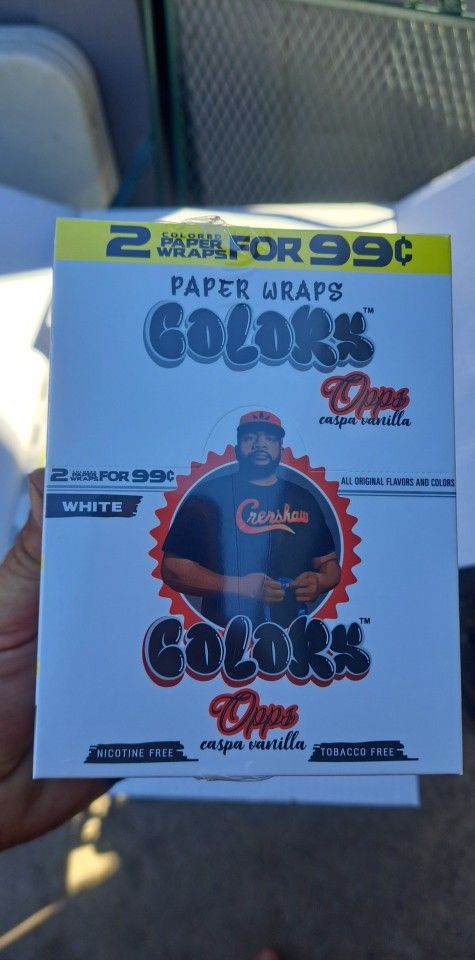 2 COLORED PAPER WRAPS FOR 99¢
PAPER WRAPS
COLORS™
Opps
caspa vanilla
2 COLORED PAPER WRAPS FOR 99¢
ALL ORIGINAL FLAVORS AND COLORS
WHITE
Crenshaw
COLORS™
Opps
caspa vanilla
NICOTINE FREE
TOBACCO FREE